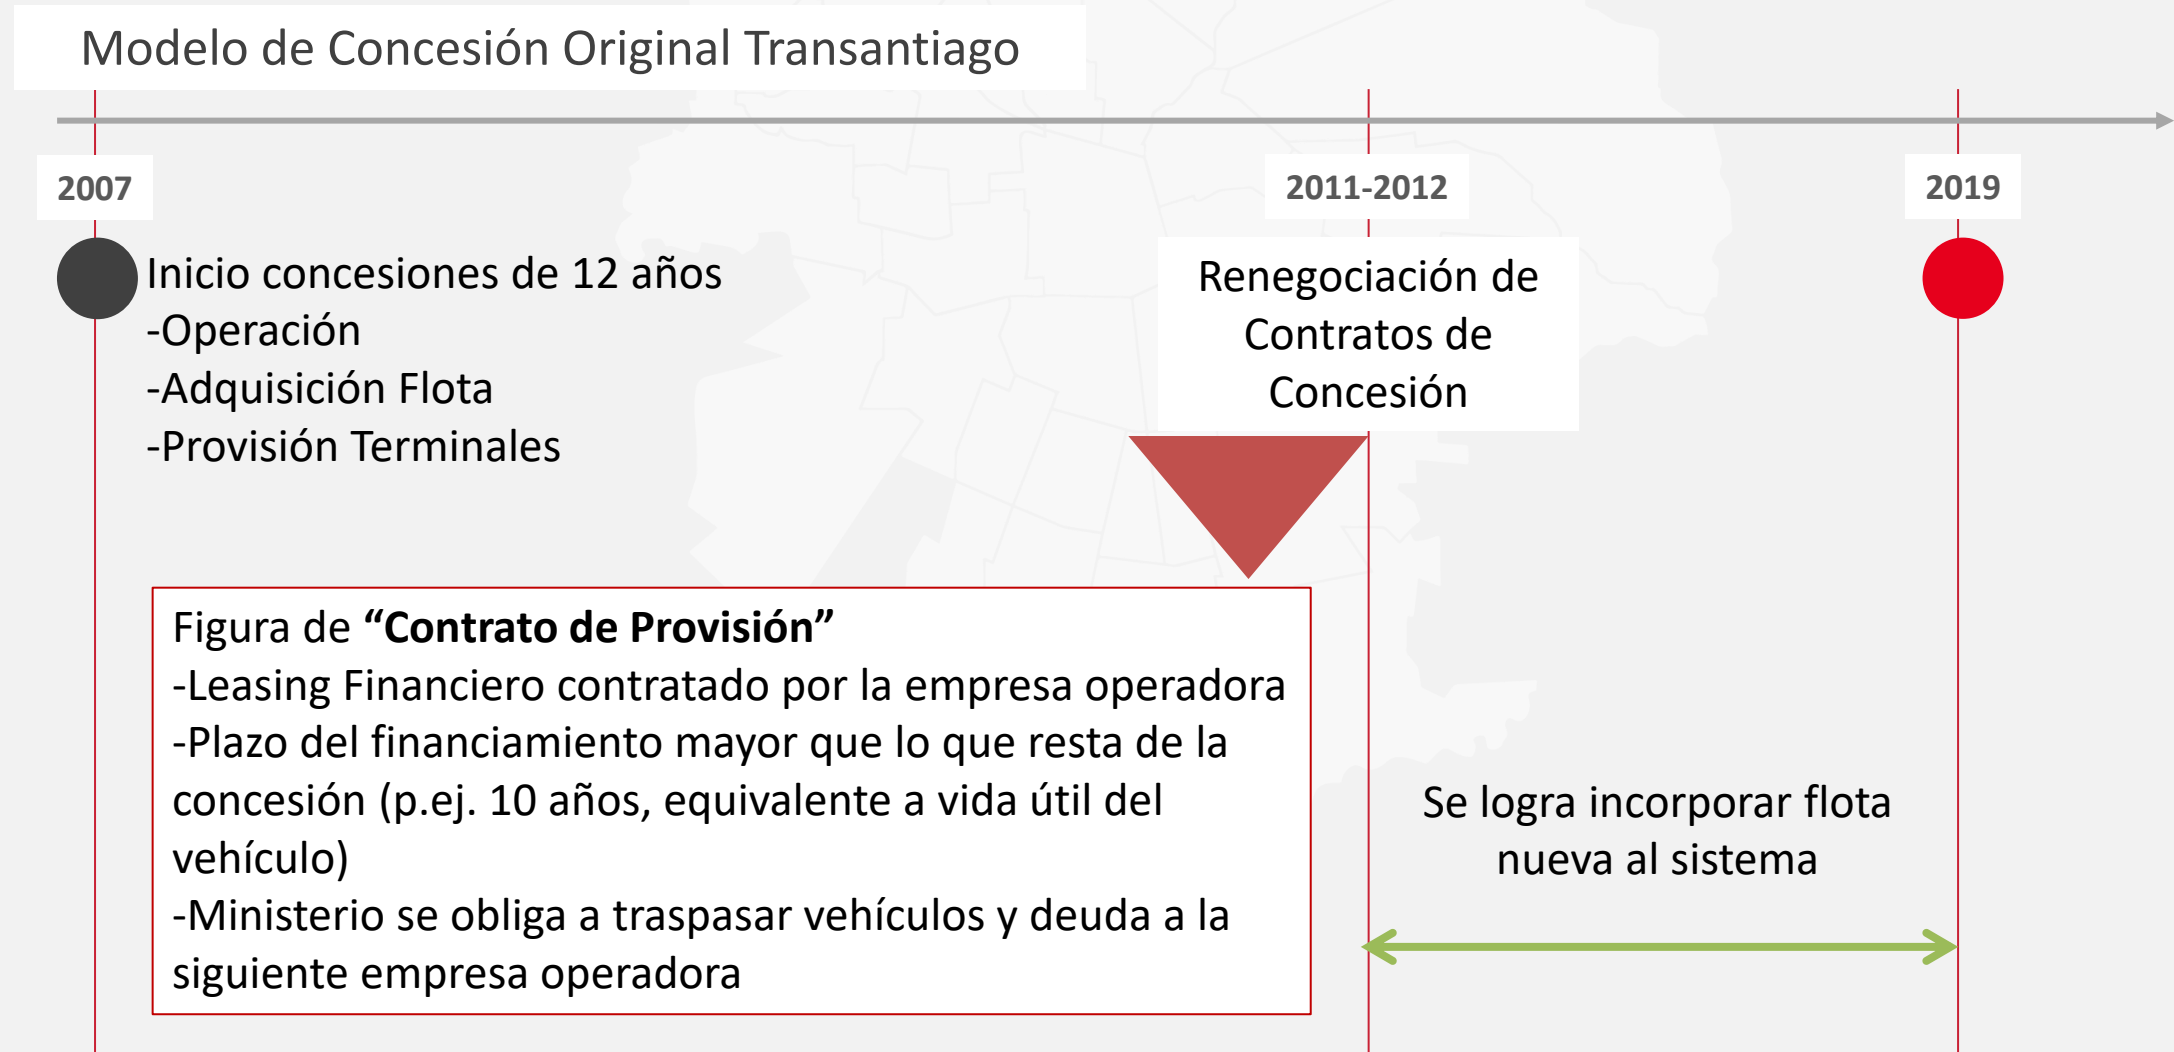 Modelo de Concesión Original Transantiago
2007
2011-2012
2019
Inicio concesiones de 12 años
-Operación
-Adquisición Flota
-Provisión Terminales
Renegociación de
Contratos de
Concesión
Figura de “Contrato de Provisión”
-Leasing Financiero contratado por la empresa operadora
-Plazo del financiamiento mayor que lo que resta de la
concesión (p.ej. 10 años, equivalente a vida útil del
vehículo)
-Ministerio se obliga a traspasar vehículos y deuda a la
siguiente empresa operadora
Se logra incorporar flota
nueva al sistema